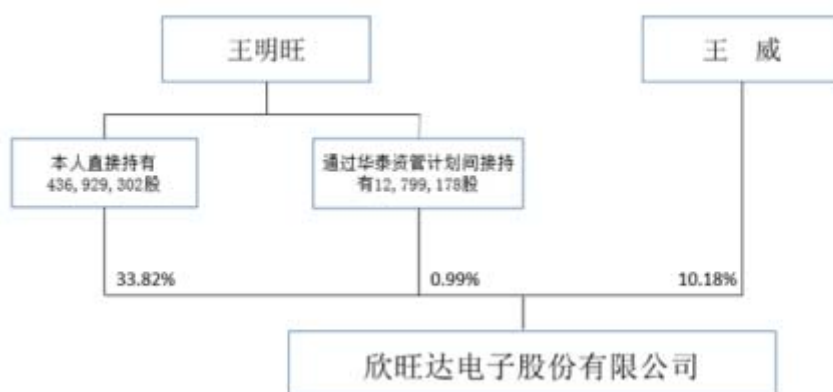 王明旺
王 威
本人直接持有
436,929,302股
通过华泰资管计划间接持
有12,799,178股
33.82%
0.99%
10.18%
欣旺达电子股份有限公司